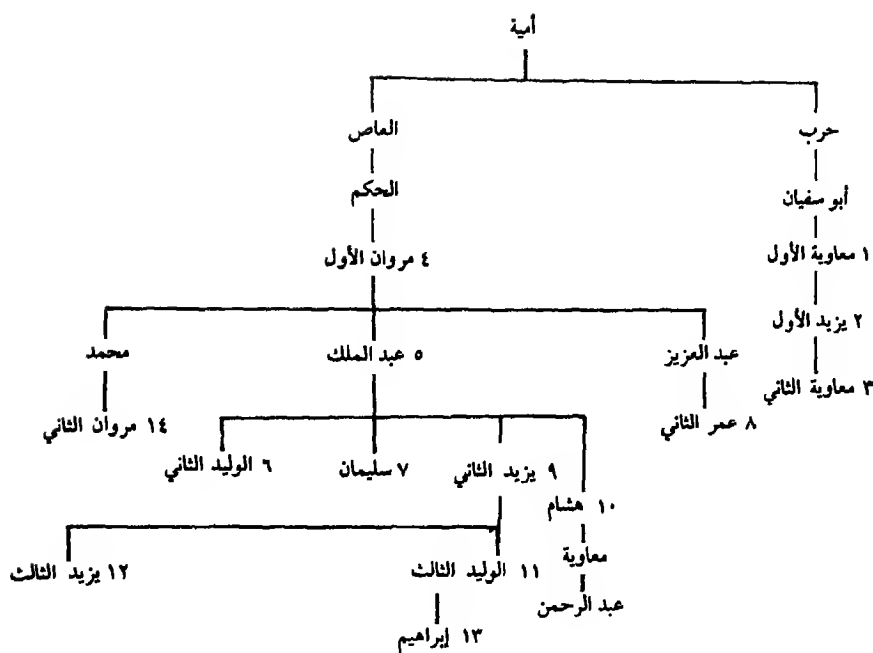 أمية
حرب
العاص
الحكم
أبو سفيان
١ معاوية الأول
٤ مروان الأول
٢ يزيد الأول
عبد العزيز
٥ عبد الملك
محمد
٣ معاوية الثاني
٨ عمر الثاني
١٤ مروان الثاني
٩ يزيد الثاني
٧ سليمان
٦ الوليد الثاني
١٠ هشام
معاوية
١١ الوليد الثالث
١٢ يزيد الثالث
عبد الرحمن
١٣ إبراهيم